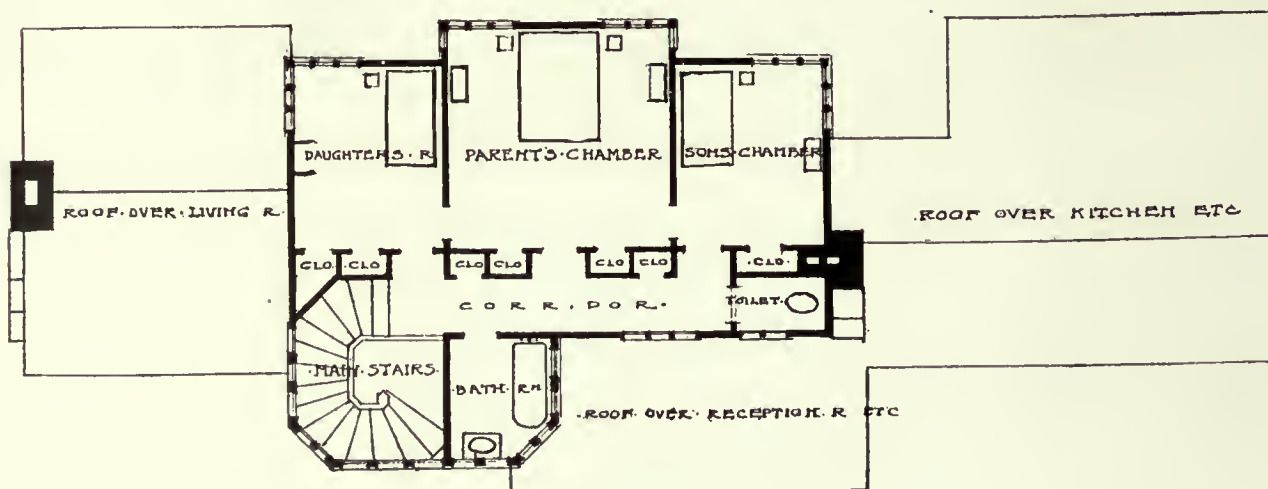 DAUGHTERS · R
PARENT'S · CHAMBER
SONS · CHAMBER
ROOF · OVER · LIVING R ·
· ROOF OVER KITCHEN ETC
CLO
CLO
CLO
CLO
CLO
CLO
· CLO ·
CORRIDOR ·
TOILET ·
· MAIN · STAIRS ·
· BATH · RM
· ROOF · OVER · RECEPTION · R ETC